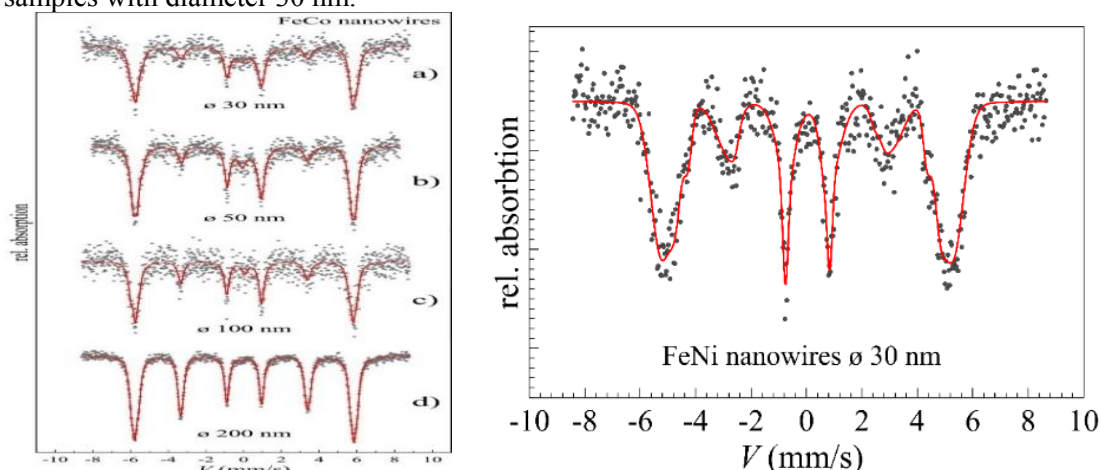 samples with diameter 30 nm.
FeCo nanowires
a)
ø 30 nm
b)
ø 50 nm
rel. absorption
c)
ø 100 nm
d)
ø 200 nm
-10 -8 -6 -4 -2 0 2 4 6 8 10
V (mm/s)
rel. absorbtion
FeNi nanowires ø 30 nm
-10 -8 -6 -4 -2 0 2 4 6 8 10
V (mm/s)